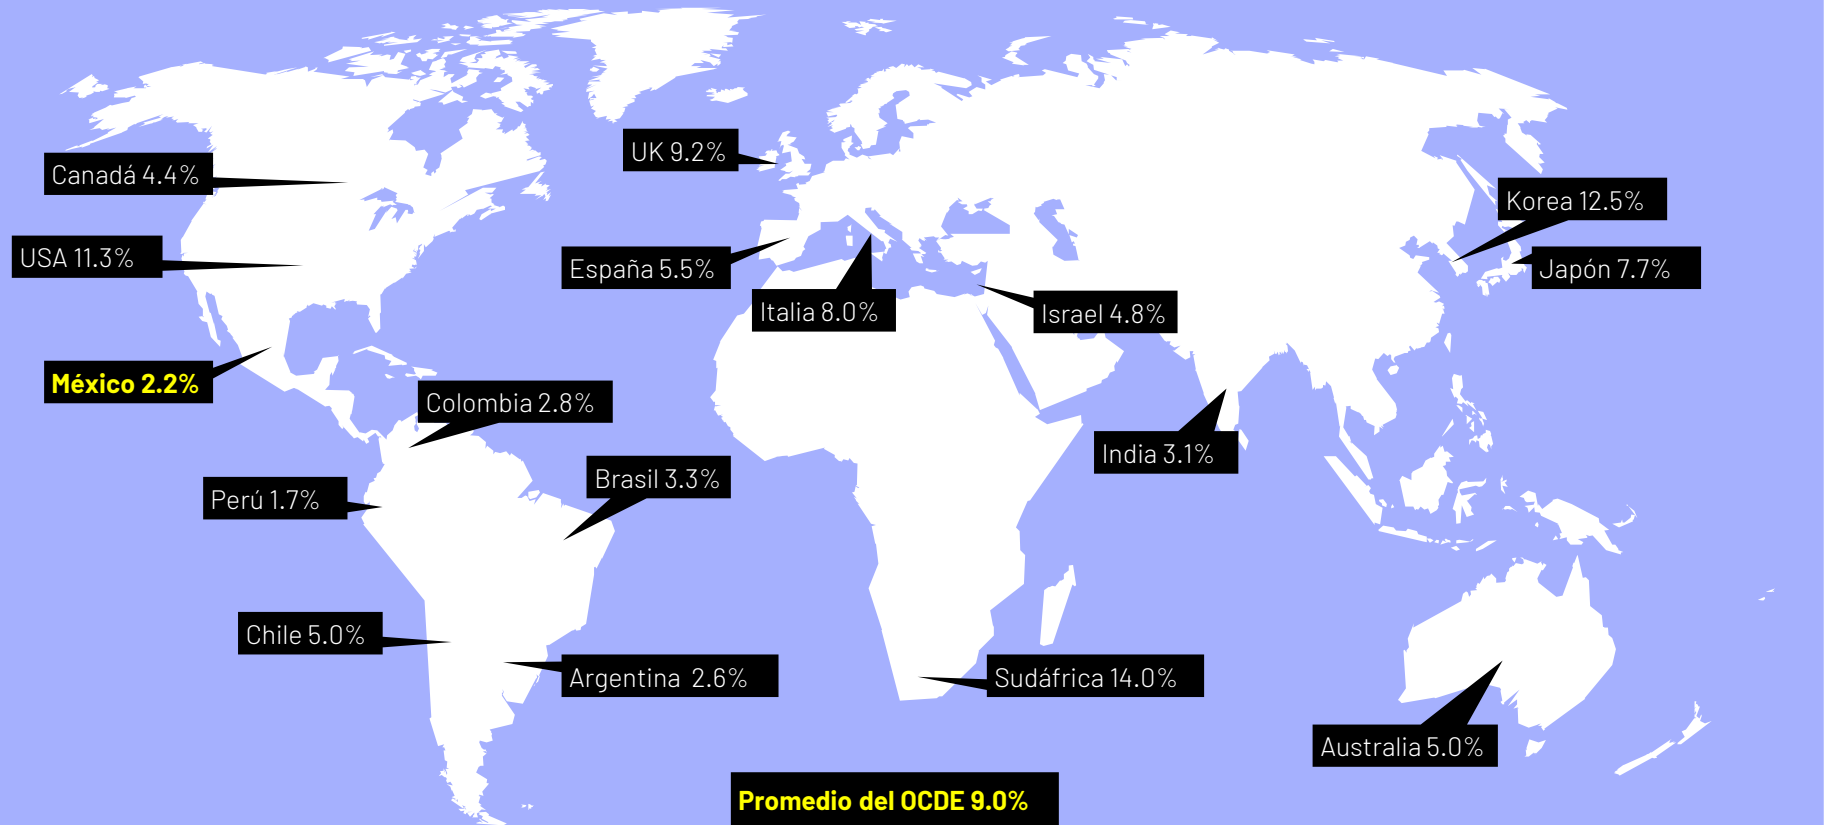 UK 9.2%
Canadá 4.4%
Korea 12.5%
USA 11.3%
España 5.5%
Japón 7.7%
Italia 8.0%
Israel 4.8%
México 2.2%
Colombia 2.8%
India 3.1%
Brasil 3.3%
Perú 1.7%
Chile 5.0%
Argentina 2.6%
Sudáfrica 14.0%
Australia 5.0%
Promedio del OCDE 9.0%